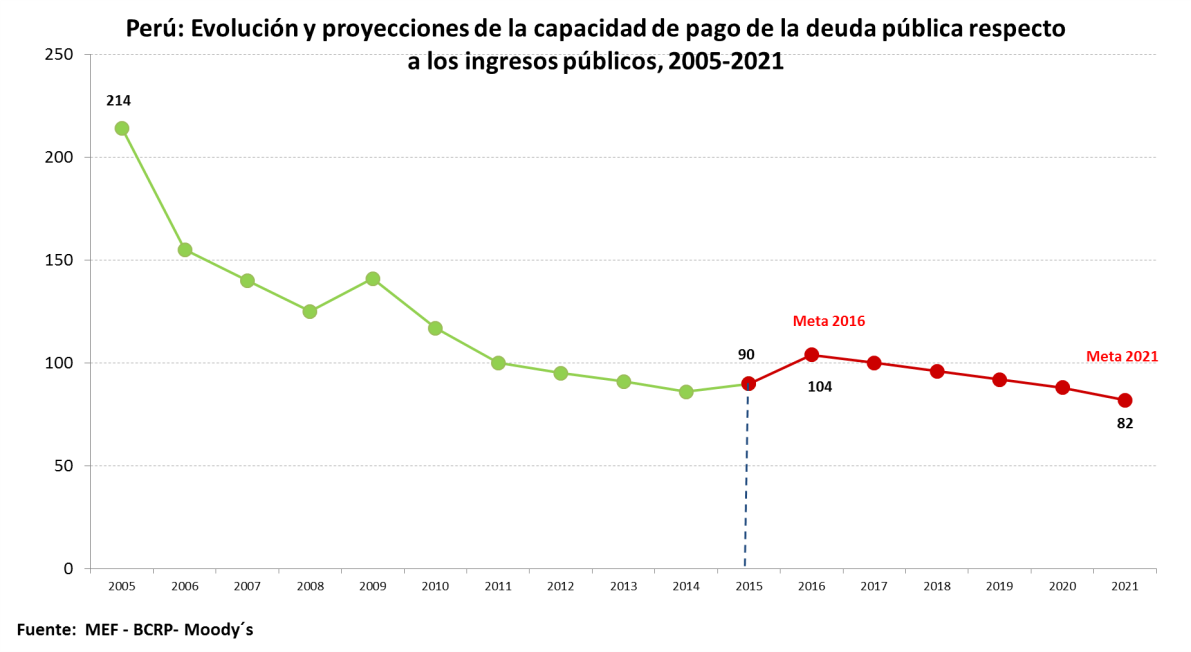 Perú: Evolución y proyecciones de la capacidad de pago de la deuda pública respecto
a los ingresos públicos, 2005-2021
250
214
200
150
Meta 2016
90
Meta 2021
100
104
82
50
0
2005 2006 2007 2008 2009 2010 2011 2012 2013 2014 2015 2016 2017 2018 2019 2020 2021
Fuente: MEF - BCRP- Moody´s